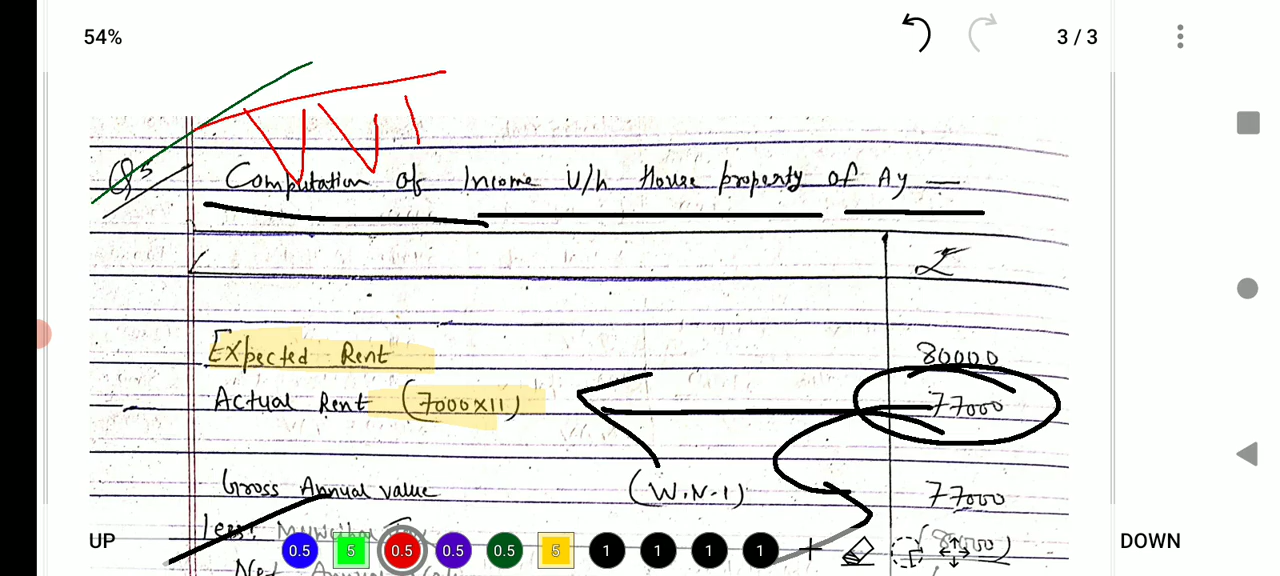 54%
3 / 3
Q5
Computation of Income U/h House property of Ay —
Expected Rent 80000
Actual Rent (7000x11) 77000
Gross Annual value (W.N-1) 77000
less:
UP 0.5 5 0.5 0.5 0.5 5 1 1 1 1 DOWN
Net